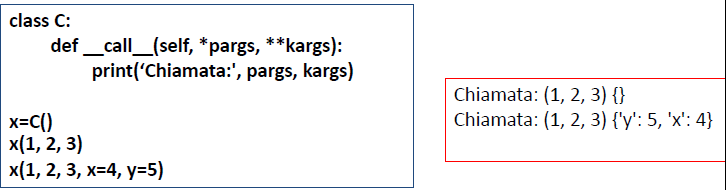 class C:
def __call__(self, *pargs, **kargs):
print(‘Chiamata:', pargs, kargs)
x=C()
x(1, 2, 3)
x(1, 2, 3, x=4, y=5)
Chiamata: (1, 2, 3) {}
Chiamata: (1, 2, 3) {'y': 5, 'x': 4}